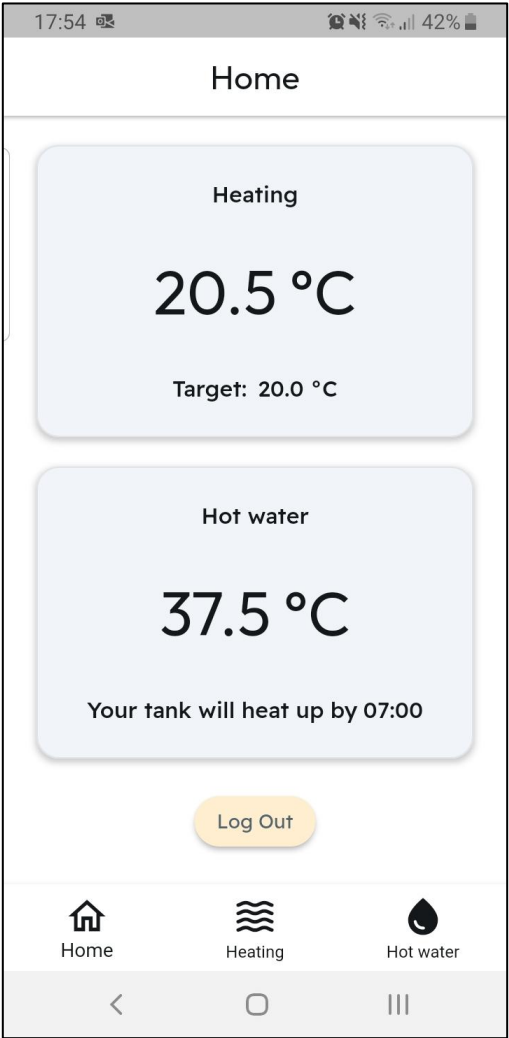 17:54 42%
Home
Heating
20.5 °C
Target: 20.0 °C
Hot water
37.5 °C
Your tank will heat up by 07:00
Log Out
Home Heating Hot water